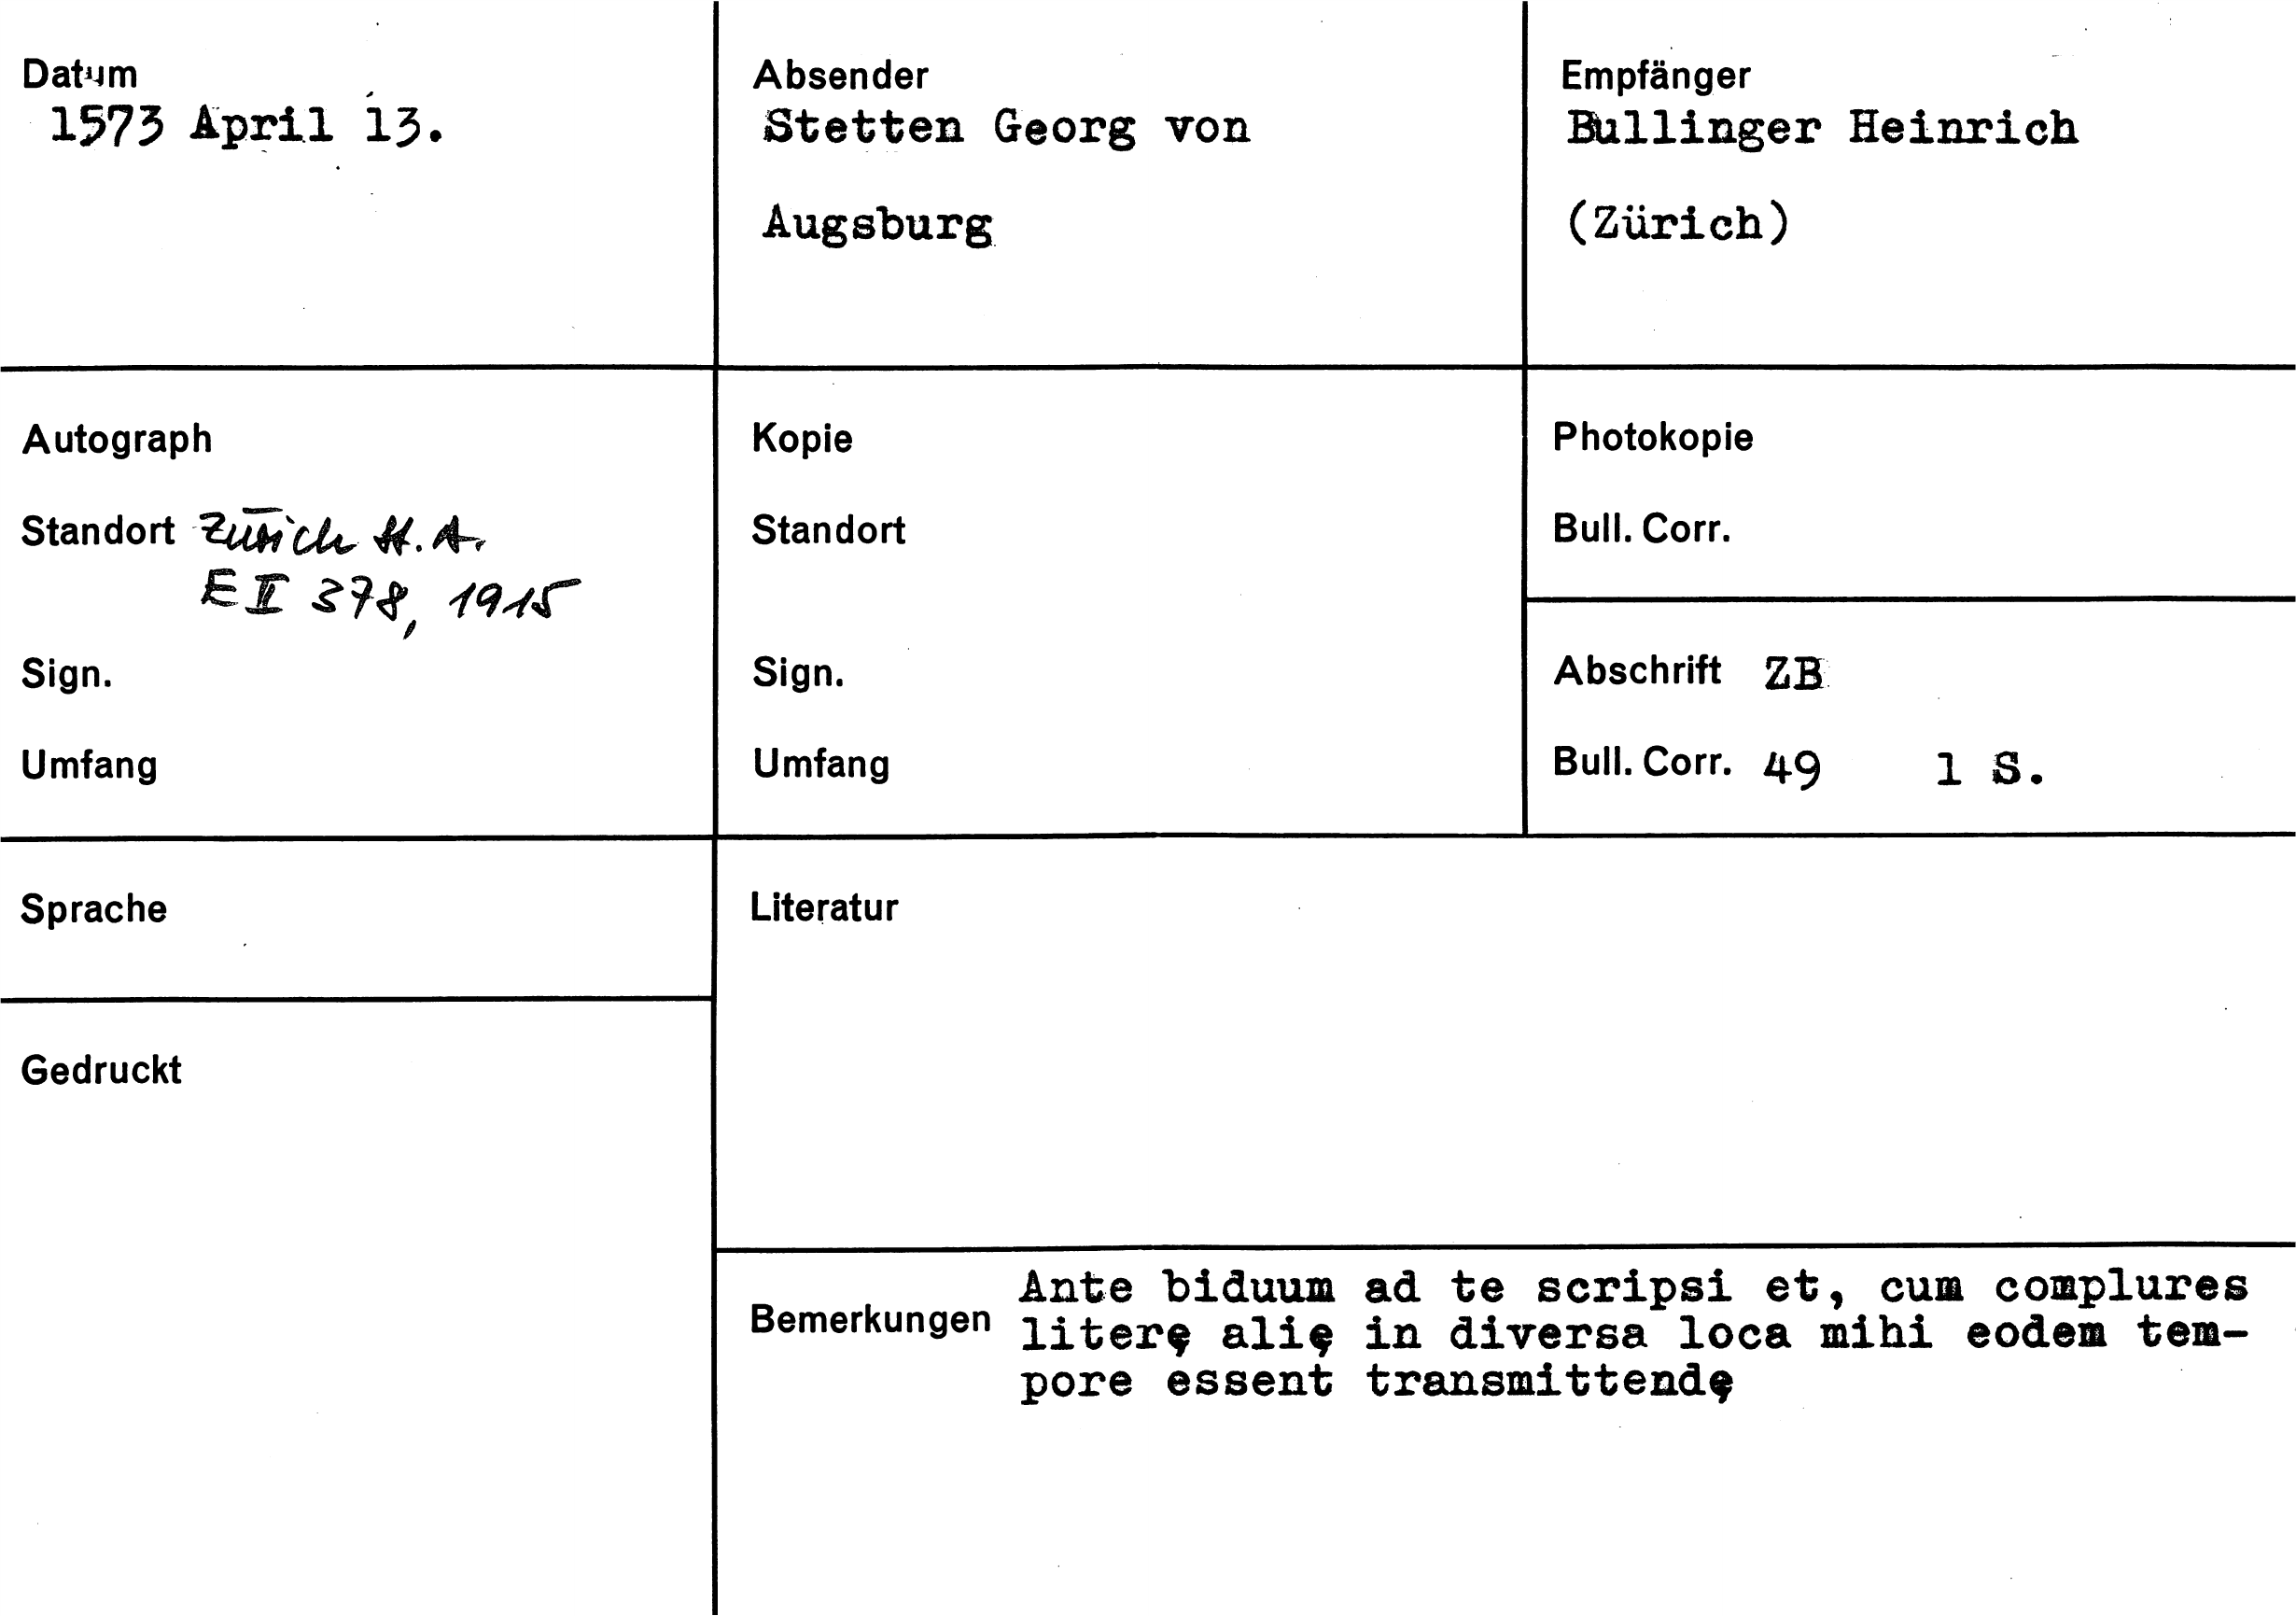 Datum
1573 April 13.
Absender
Stetten Georg von
Augsburg
Empfänger
Bullinger Heinrich
(Zürich)
Autograph
Standort Zürich St.A.
E II 378, 1915
Sign.
Umfang
Kopie
Standort
Sign.
Umfang
Photokopie
Bull. Corr.
Abschrift ZB
Bull. Corr. 49 1 S.
Sprache
Gedruckt
Literatur
Bemerkungen
Ante biduum ad te scripsi et, cum complures
literę alię in diversa loca mihi eodem tem-
pore essent transmittendę